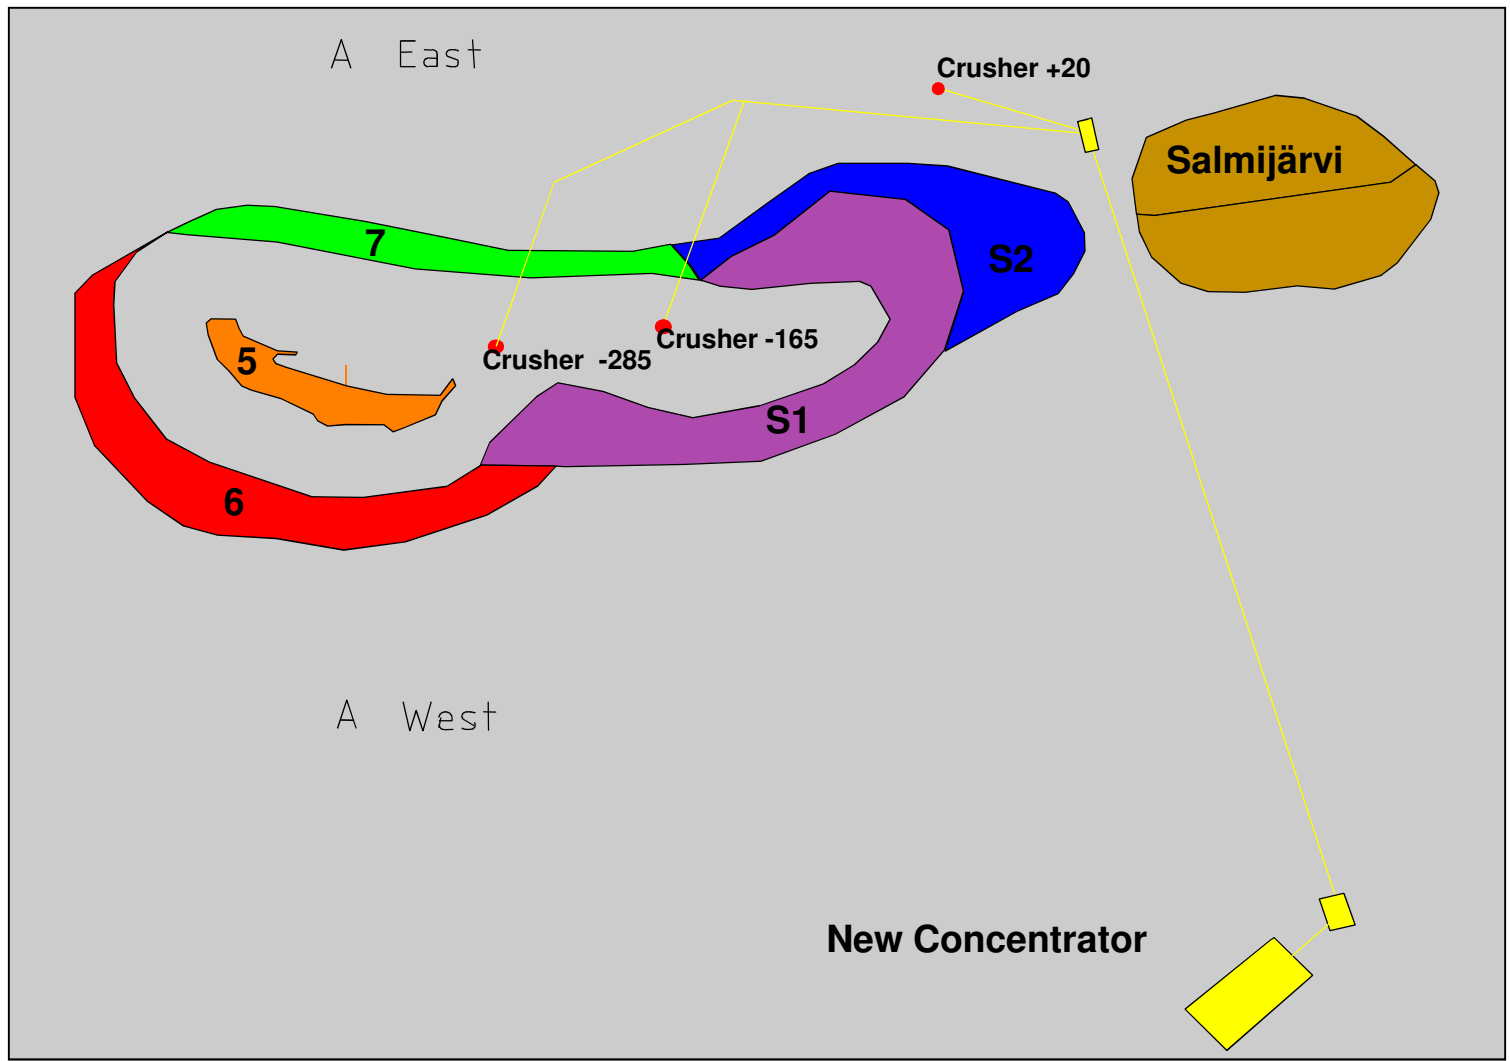 A East
Crusher +20
Salmijärvi
7
S2
Crusher -165
5
Crusher -285
S1
6
A West
New Concentrator